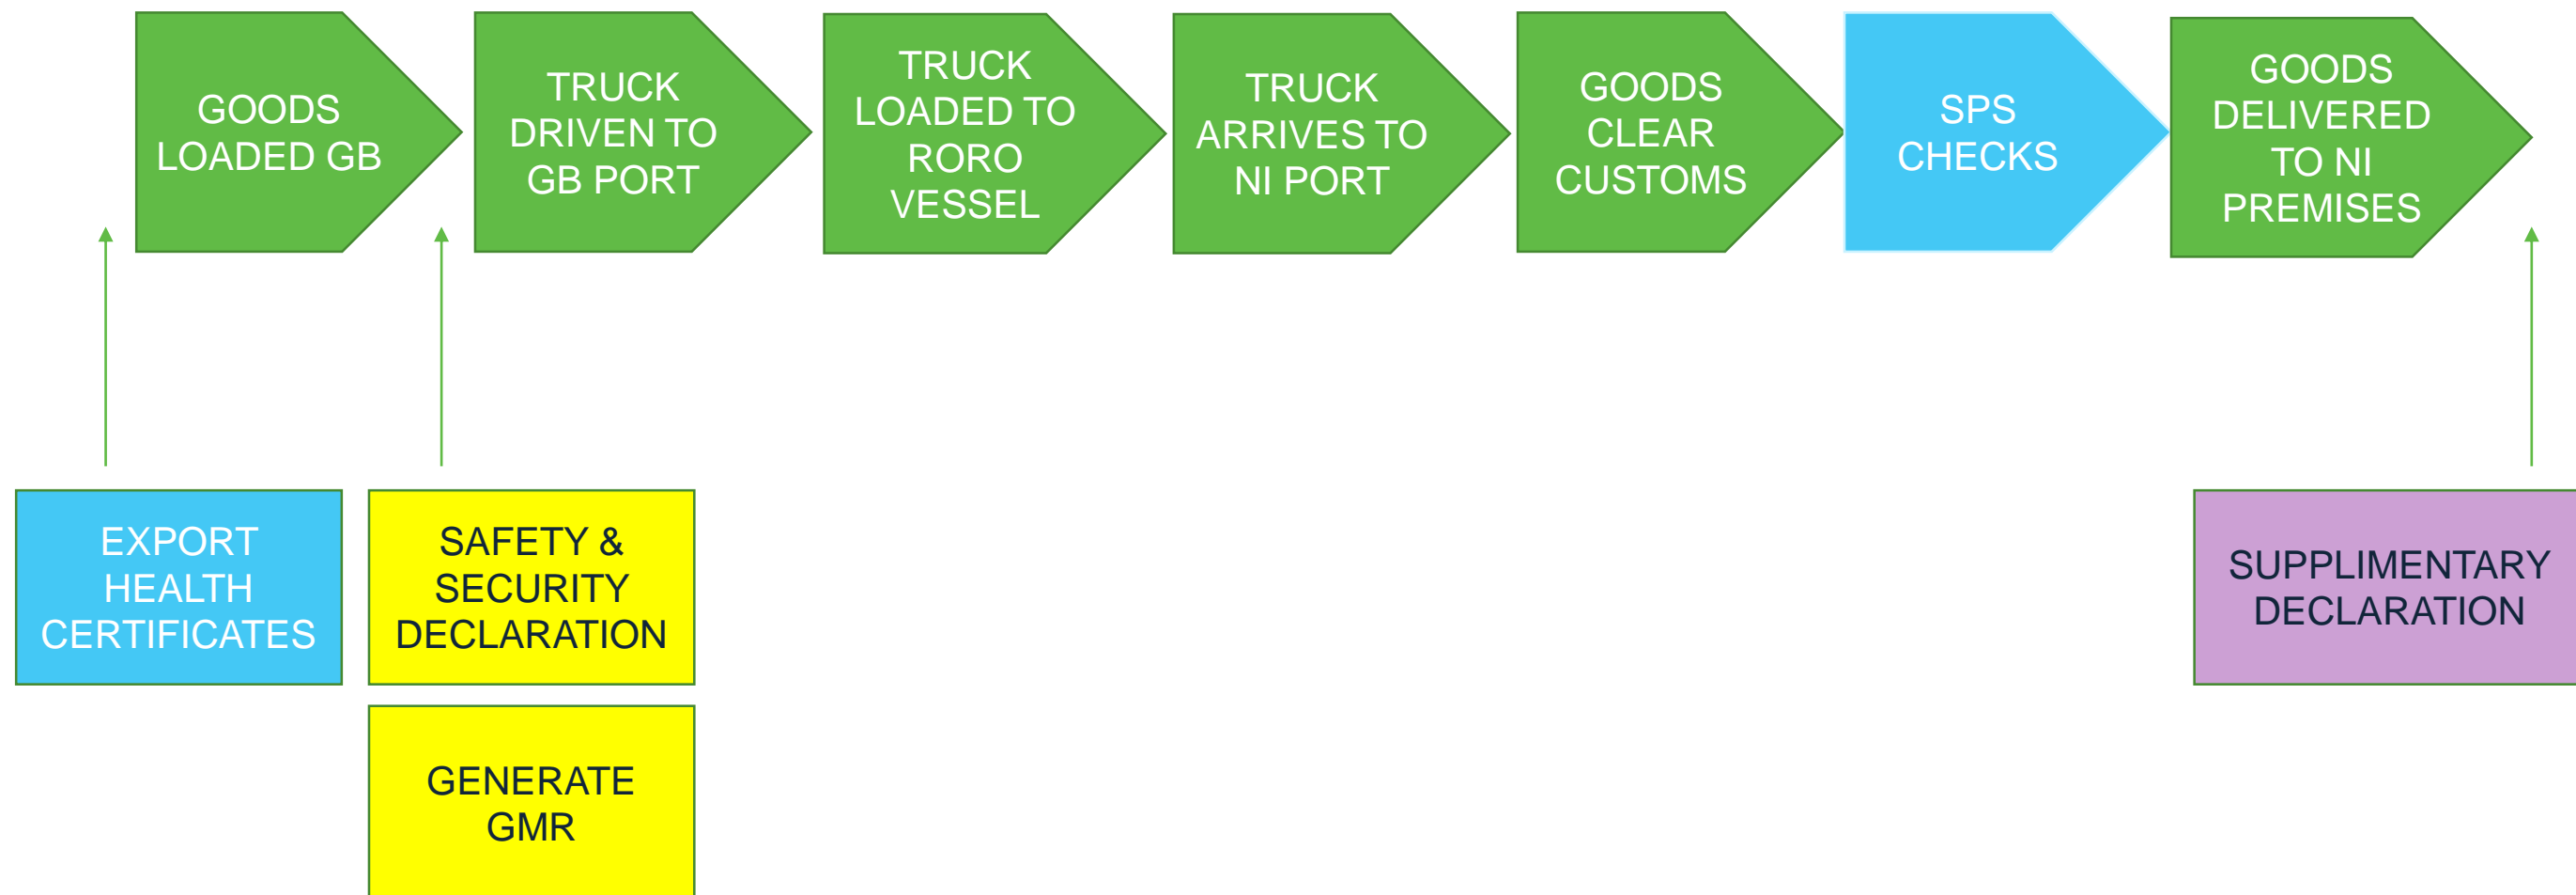 GOODS
LOADED GB
TRUCK
DRIVEN TO
GB PORT
TRUCK
LOADED TO
RORO
VESSEL
TRUCK
ARRIVES TO
NI PORT
GOODS
CLEAR
CUSTOMS
SPS
CHECKS
GOODS
DELIVERED
TO NI
PREMISES
EXPORT
HEALTH
CERTIFICATES
SAFETY &
SECURITY
DECLARATION
GENERATE
GMR
SUPPLIMENTARY
DECLARATION